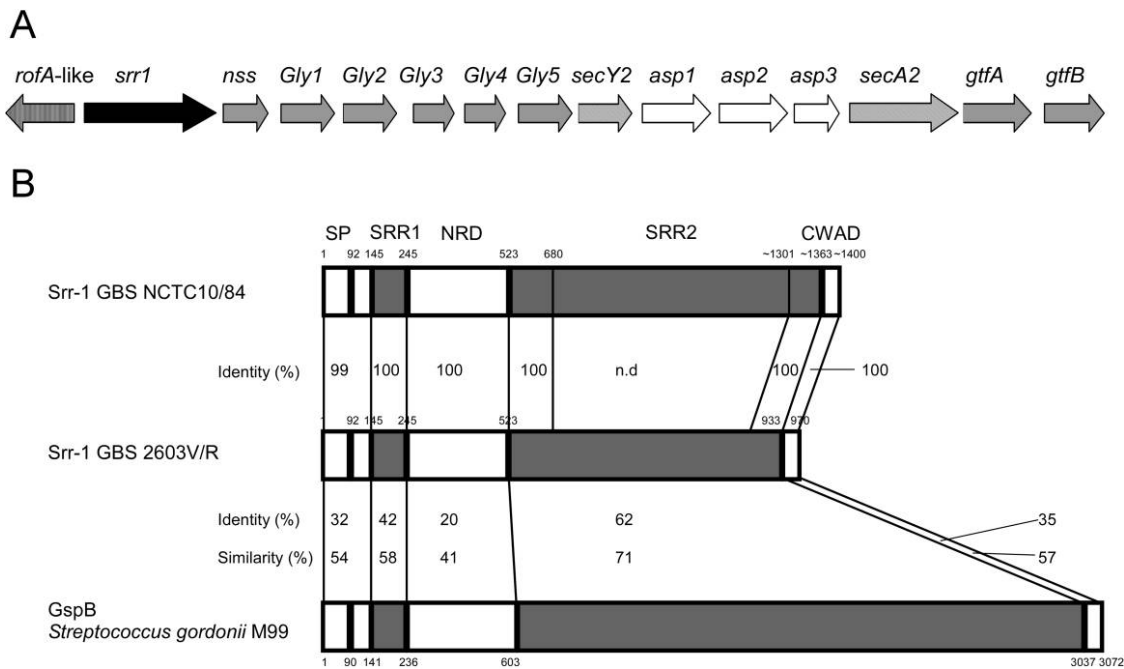 A
rofA-like srr1 nss Gly1 Gly2 Gly3 Gly4 Gly5 secY2 asp1 asp2 asp3 secA2 gtfA gtfB
B
SP SRR1 NRD SRR2 CWAD
1 92 145 245 523 680 ~1301 ~1363 ~1400
Srr-1 GBS NCTC10/84
Identity (%) 99 100 100 100 n.d 100 100
1 92 145 245 523 933 970
Srr-1 GBS 2603V/R
Identity (%) 32 42 20 62 35
Similarity (%) 54 58 41 71 57
GspB
Streptococcus gordonii M99
1 90 141 236 603 3037 3072